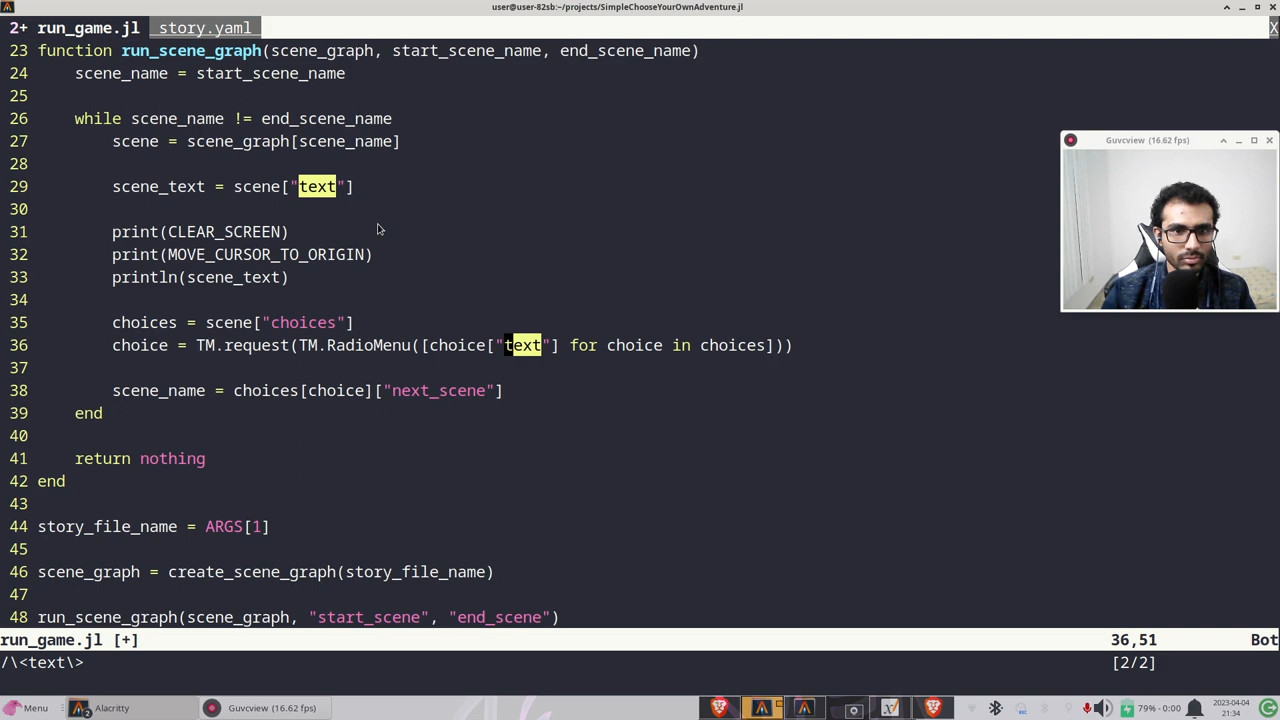 user@user-82sb:~/projects/SimpleChooseYourOwnAdventure.jl
2+ run_game.jl  story.yaml X
23 function run_scene_graph(scene_graph, start_scene_name, end_scene_name)
24     scene_name = start_scene_name
25
26     while scene_name != end_scene_name
27         scene = scene_graph[scene_name]
28
29         scene_text = scene["text"]
30
31         print(CLEAR_SCREEN)
32         print(MOVE_CURSOR_TO_ORIGIN)
33         println(scene_text)
34
35         choices = scene["choices"]
36         choice = TM.request(TM.RadioMenu([choice["text"] for choice in choices]))
37
38         scene_name = choices[choice]["next_scene"]
39     end
40
41     return nothing
42 end
43
44 story_file_name = ARGS[1]
45
46 scene_graph = create_scene_graph(story_file_name)
47
48 run_scene_graph(scene_graph, "start_scene", "end_scene")
run_game.jl [+] 36,51 Bot
/\<text\> [2/2]
Guvcview (16.62 fps)
Menu Alacritty Guvcview (16.62 fps) 79% - 0:00 2023-04-04
21:34